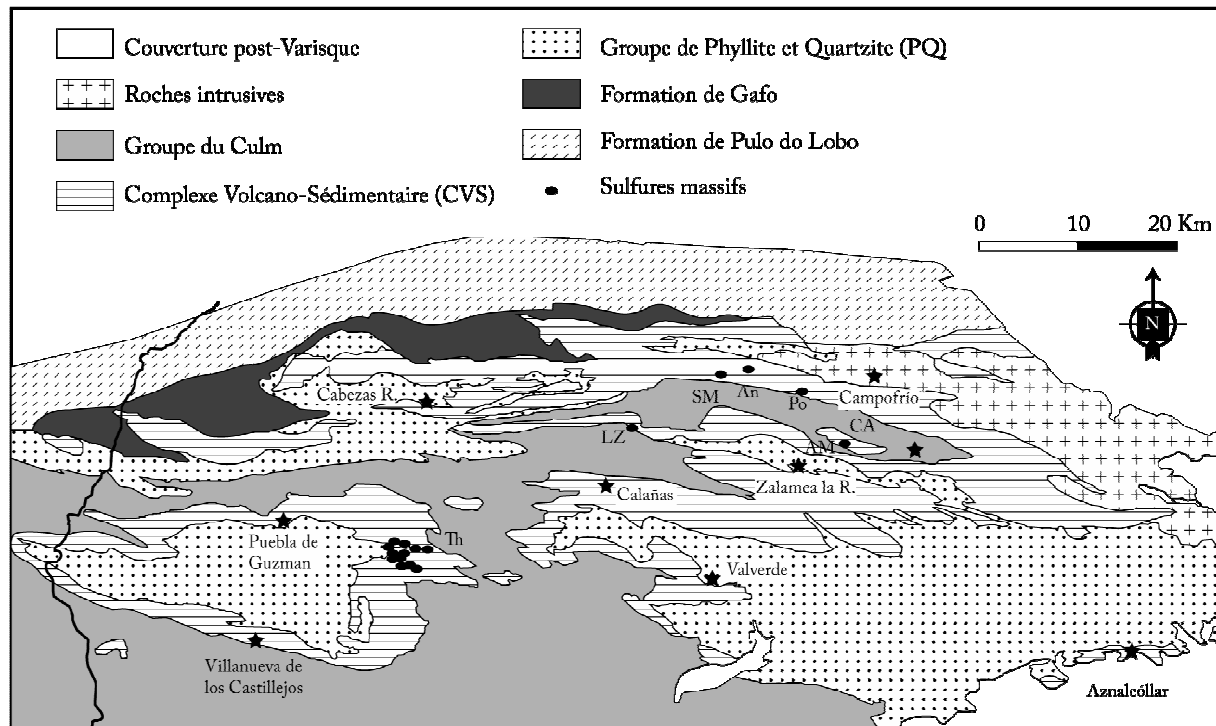 Couverture post-Varisque
Roches intrusives
Groupe du Culm
Complexe Volcano-Sédimentaire (CVS)
Groupe de Phyllite et Quartzite (PQ)
Formation de Gafo
Formation de Pulo do Lobo
Sulfures massifs
0 10 20 Km
N
Cabezas R.
SM
An
Po
Campofrío
CA
LZ
AM
Zalamea la R.
Calañas
Puebla de
Guzman
Th
Valverde
Villanueva de
los Castillejos
Aznalcóllar